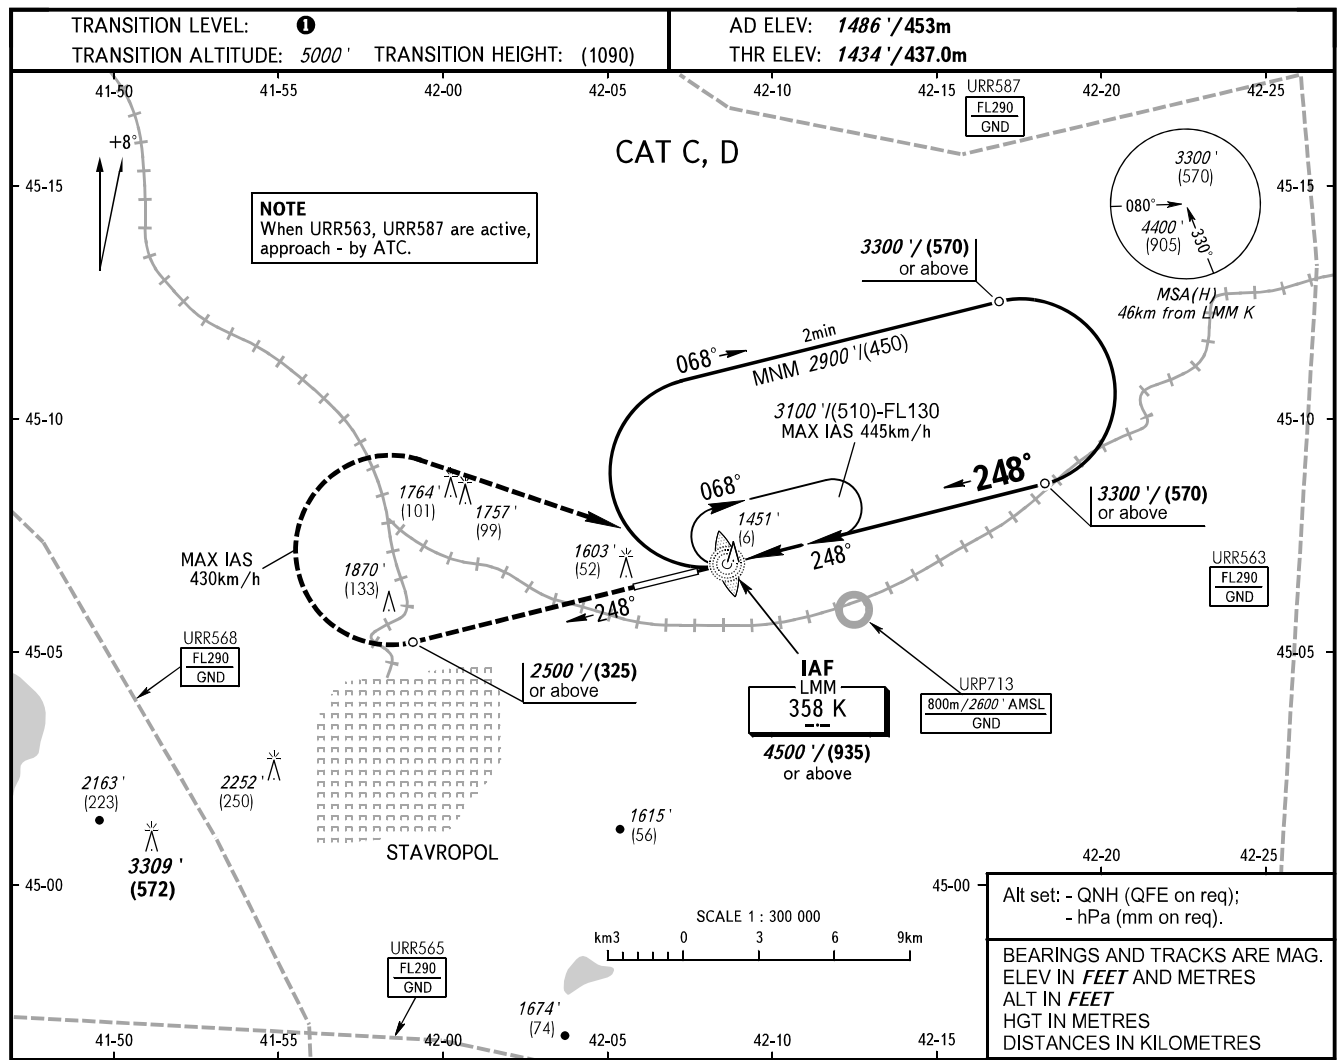 TRANSITION LEVEL: ❶
TRANSITION ALTITUDE: 5000 ' TRANSITION HEIGHT: (1090)
AD ELEV: 1486 '/453m
THR ELEV: 1434 '/437.0m
41-50 41-55 42-00 42-05 42-10 42-15 42-20 42-25
URR587
FL290
GND
+8°
CAT C, D
3300 '
(570)
080°
4400 '
(905)
330°
MSA(H)
46km from LMM K
45-15 45-15
NOTE
When URR563, URR587 are active,
approach - by ATC.
3300 '/(570)
or above
2min
068°
MNM 2900 '/(450)
3100 '/(510)-FL130
MAX IAS 445km/h
45-10 45-10
248°
068°
3300 '/(570)
or above
1764 '
(101)
1757 '
(99)
1451 '
(6)
1603 '
(52)
248°
MAX IAS
430km/h
1870 '
(133)
248°
URR563
FL290
GND
URR568
FL290
GND
45-05 45-05
2500 '/(325)
or above
IAF
LMM
358 K
4500 '/(935)
or above
URP713
800m/2600 ' AMSL
GND
2163 '
(223)
2252 '
(250)
3309 '
(572)
1615 '
(56)
STAVROPOL
42-20 42-25
45-00 45-00
SCALE 1 : 300 000
km3 0 3 6 9km
URR565
FL290
GND
1674 '
(74)
Alt set: - QNH (QFE on req);
- hPa (mm on req).
BEARINGS AND TRACKS ARE MAG.
ELEV IN FEET AND METRES
ALT IN FEET
HGT IN METRES
DISTANCES IN KILOMETRES
41-50 41-55 42-00 42-05 42-10 42-15